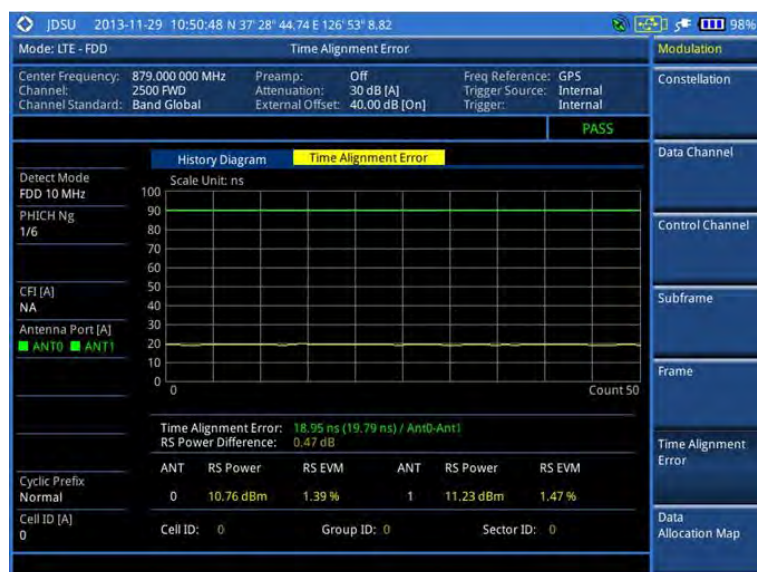 JDSU 2013-11-29 10:50:48 N 37° 28" 44.74 E 126° 53" 8.82 98%
Mode: LTE - FDD Time Alignment Error Modulation
Center Frequency: 879.000 000 MHz Preamp: Off Freq Reference: GPS
Channel: 2500 FWD Attenuation: 30 dB [A] Trigger Source: Internal
Channel Standard: Band Global External Offset: 40.00 dB [On] Trigger: Internal
PASS
Constellation
Data Channel
Control Channel
Subframe
Frame
Time Alignment
Error
Data
Allocation Map
History Diagram Time Alignment Error
Detect Mode
FDD 10 MHz
PHICH Ng
1/6
CFI [A]
NA
Antenna Port [A]
ANT0 ANT1
Cyclic Prefix
Normal
Cell ID [A]
0
Scale Unit: ns
100
90
80
70
60
50
40
30
20
10
0
0 Count 50
Time Alignment Error: 18.95 ns (19.79 ns) / Ant0-Ant1
RS Power Difference: 0.47 dB
ANT RS Power RS EVM ANT RS Power RS EVM
0 10.76 dBm 1.39 % 1 11.23 dBm 1.47 %
Cell ID: 0 Group ID: 0 Sector ID: 0